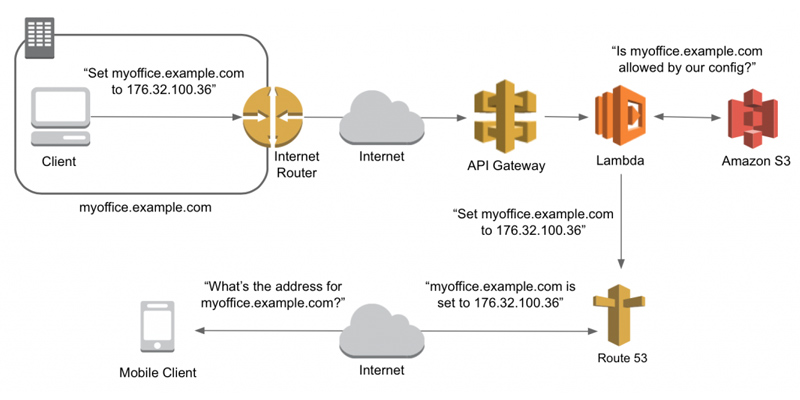 “Set myoffice.example.com
to 176.32.100.36”
Client
Internet
Router
myoffice.example.com
Internet
API Gateway
“Is myoffice.example.com
allowed by our config?”
Lambda
Amazon S3
“Set myoffice.example.com
to 176.32.100.36”
“What’s the address for
myoffice.example.com?”
“myoffice.example.com is
set to 176.32.100.36”
Mobile Client
Internet
Route 53